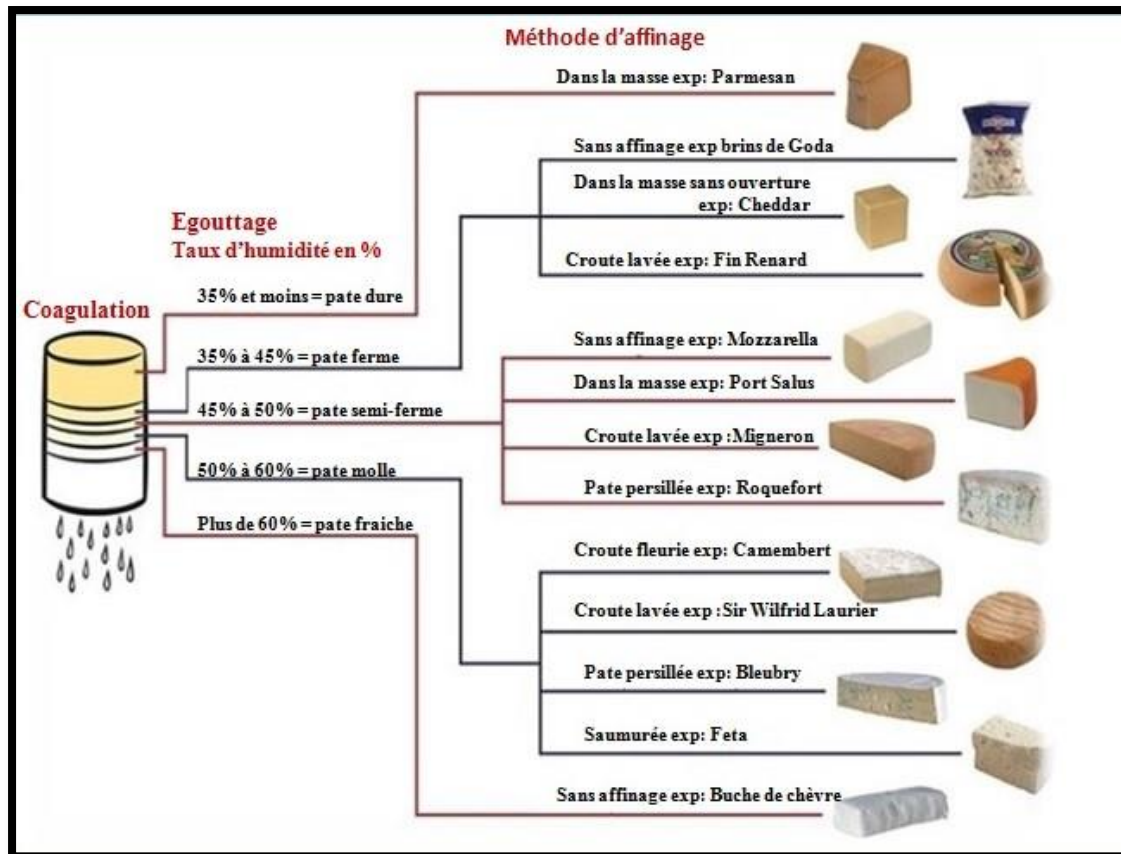 Méthode d'affinage
Dans la masse exp: Parmesan
Sans affinage exp brins de Goda
Dans la masse sans ouverture
exp: Cheddar
Egouttage
Taux d'humidité en %
Croute lavée exp: Fin Renard
35% et moins = pate dure
Coagulation
Sans affinage exp: Mozzarella
35% à 45% = pate ferme
Dans la masse exp: Port Salus
45% à 50% = pate semi-ferme
Croute lavée exp :Migneron
50% à 60% = pate molle
Pate persillée exp: Roquefort
Plus de 60% = pate fraiche
Croute fleurie exp: Camembert
Croute lavée exp :Sir Wilfrid Laurier
Pate persillée exp: Bleubry
Saumurée exp: Feta
Sans affinage exp: Buche de chèvre